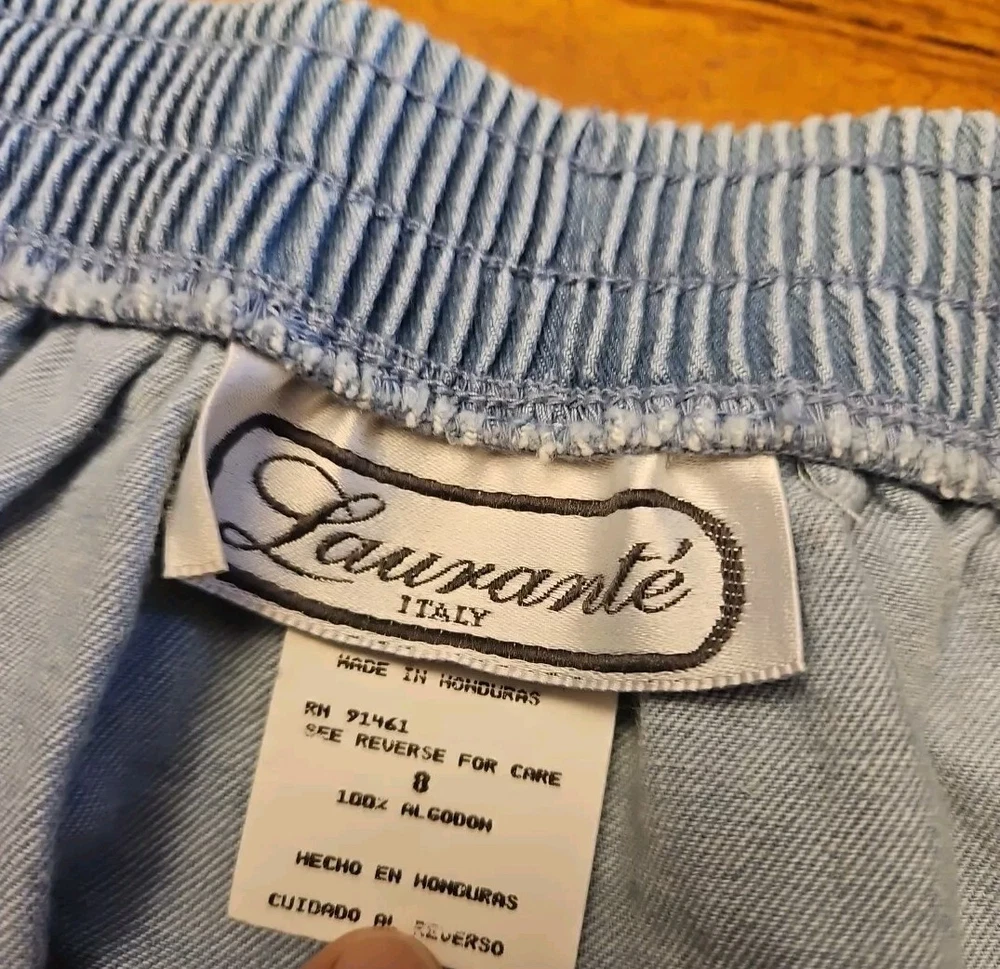 Lauranté
ITALY
MADE IN HONDURAS
RN 91461
SEE REVERSE FOR CARE
8
100% ALGODON
HECHO EN HONDURAS
CUIDADO AL REVERSO